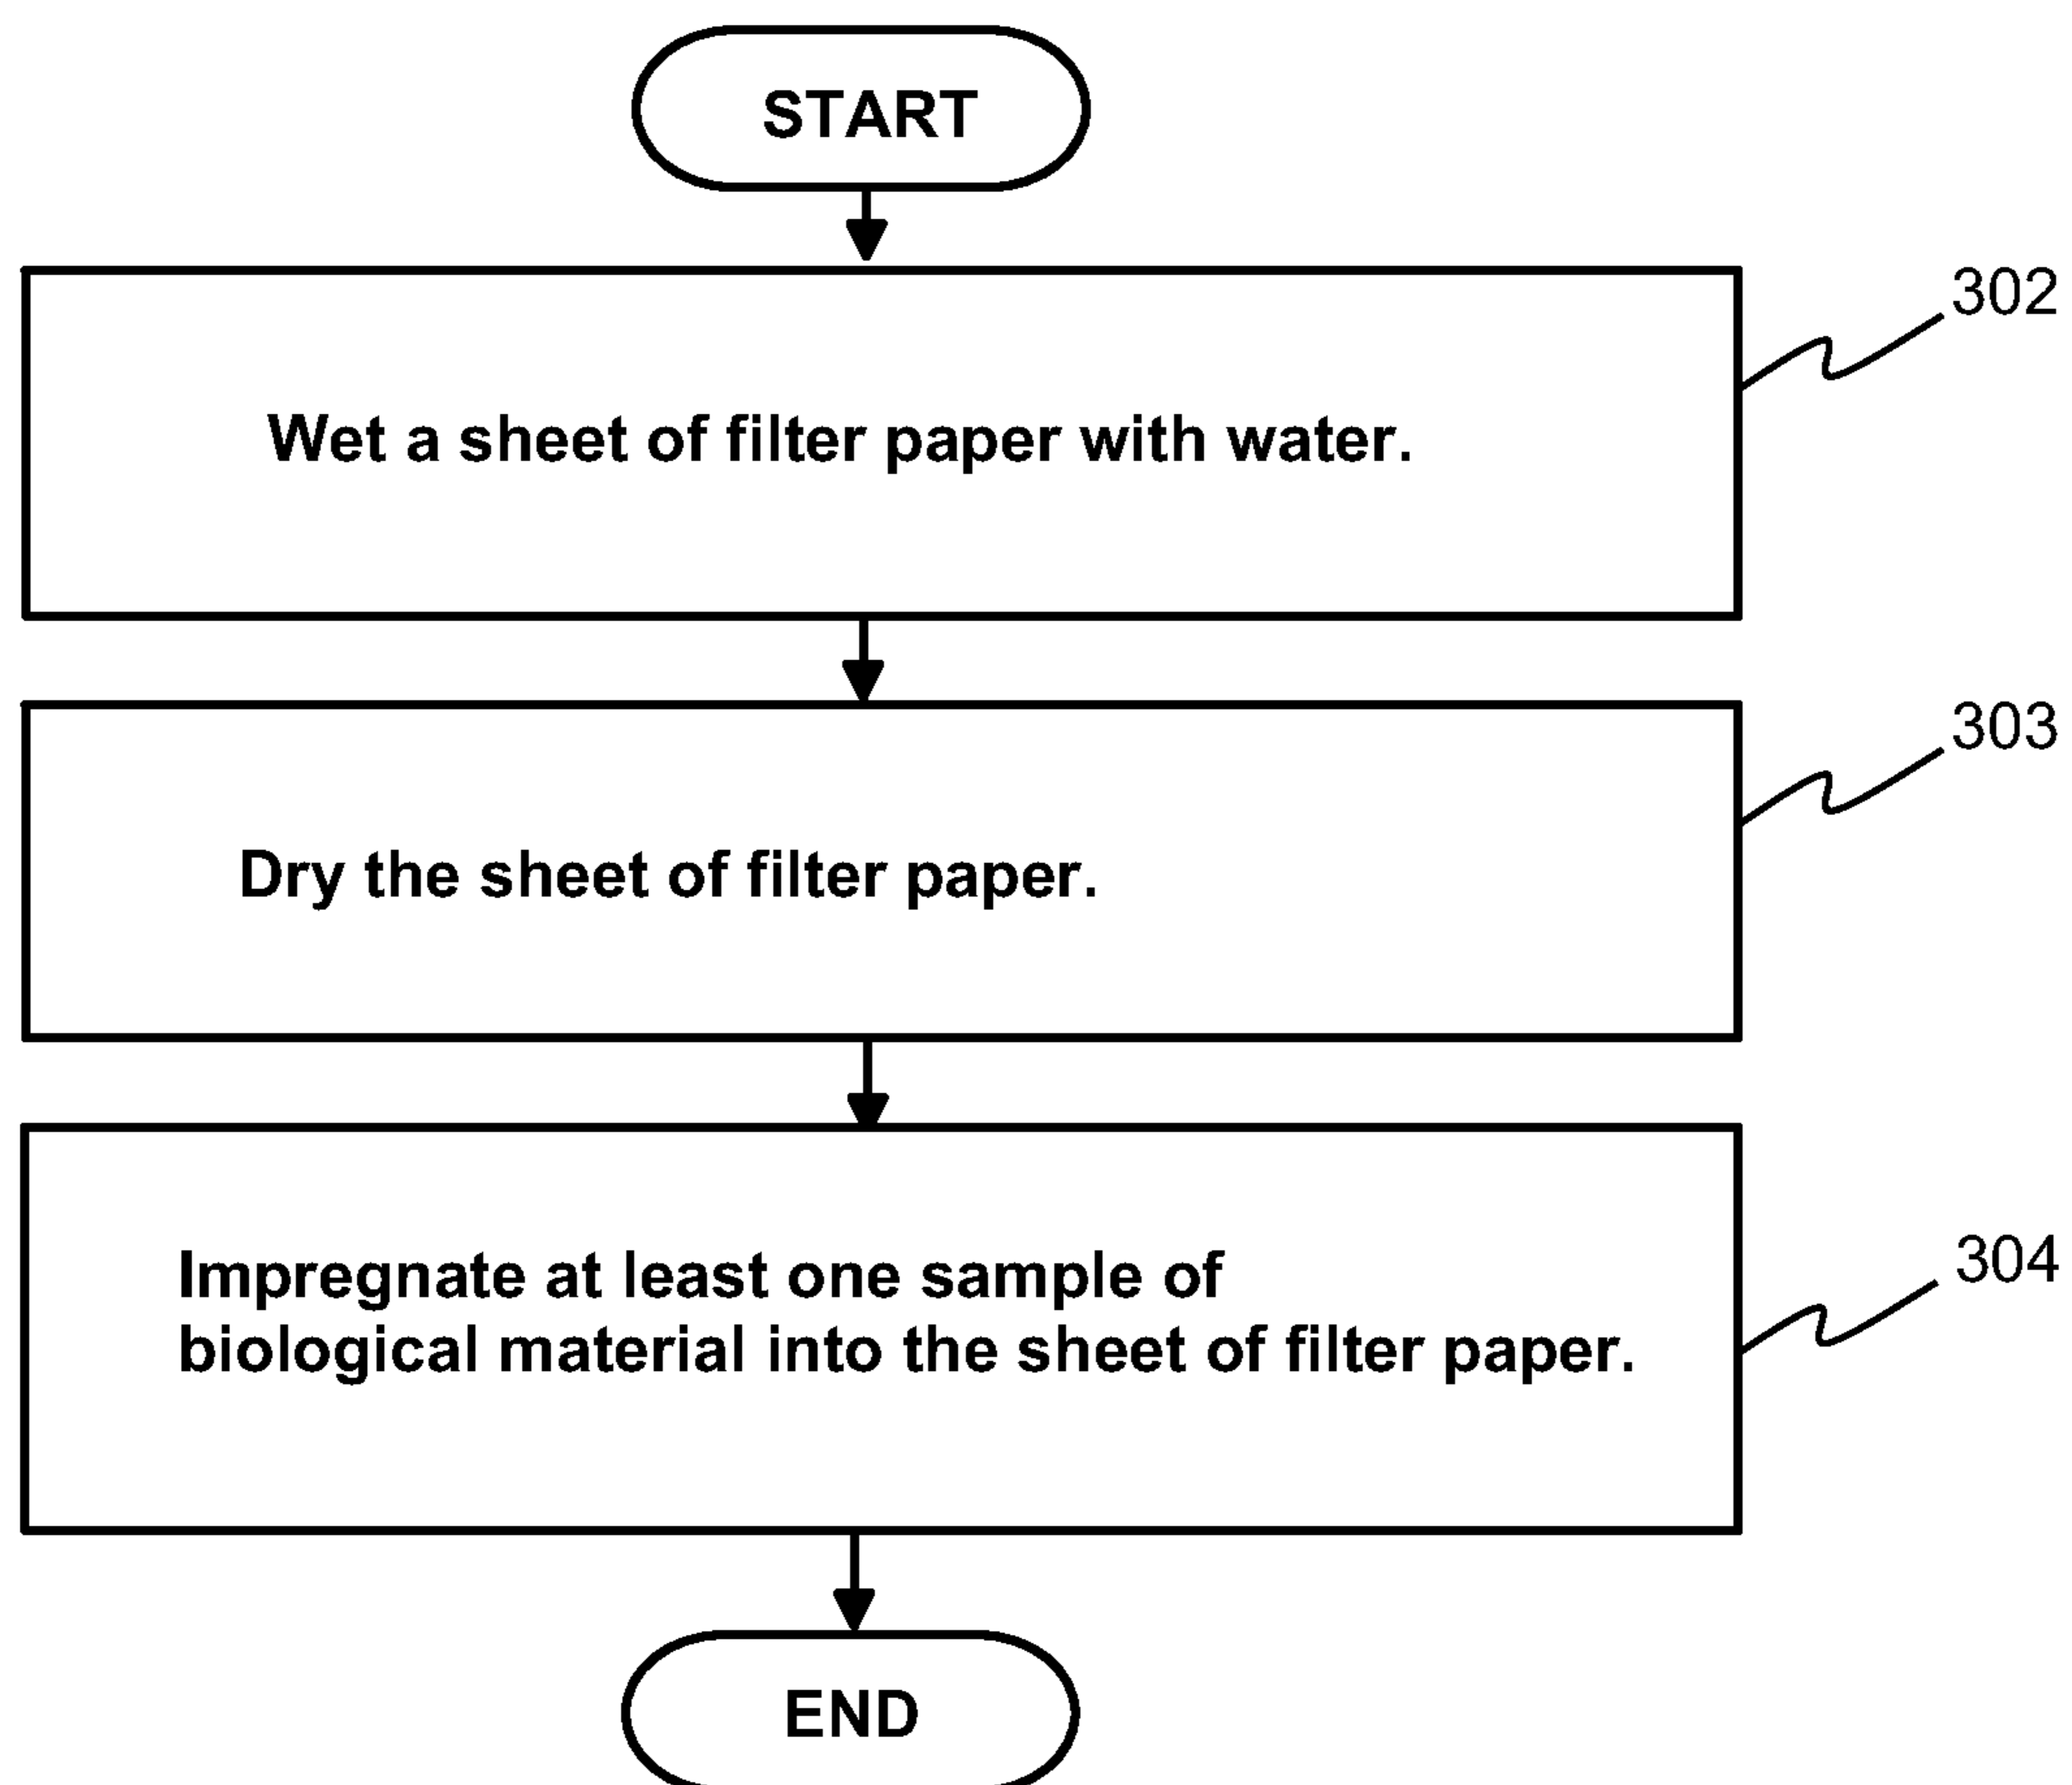 START
302
Wet a sheet of filter paper with water.
303
Dry the sheet of filter paper.
304
Impregnate at least one sample of
biological material into the sheet of filter paper.
END